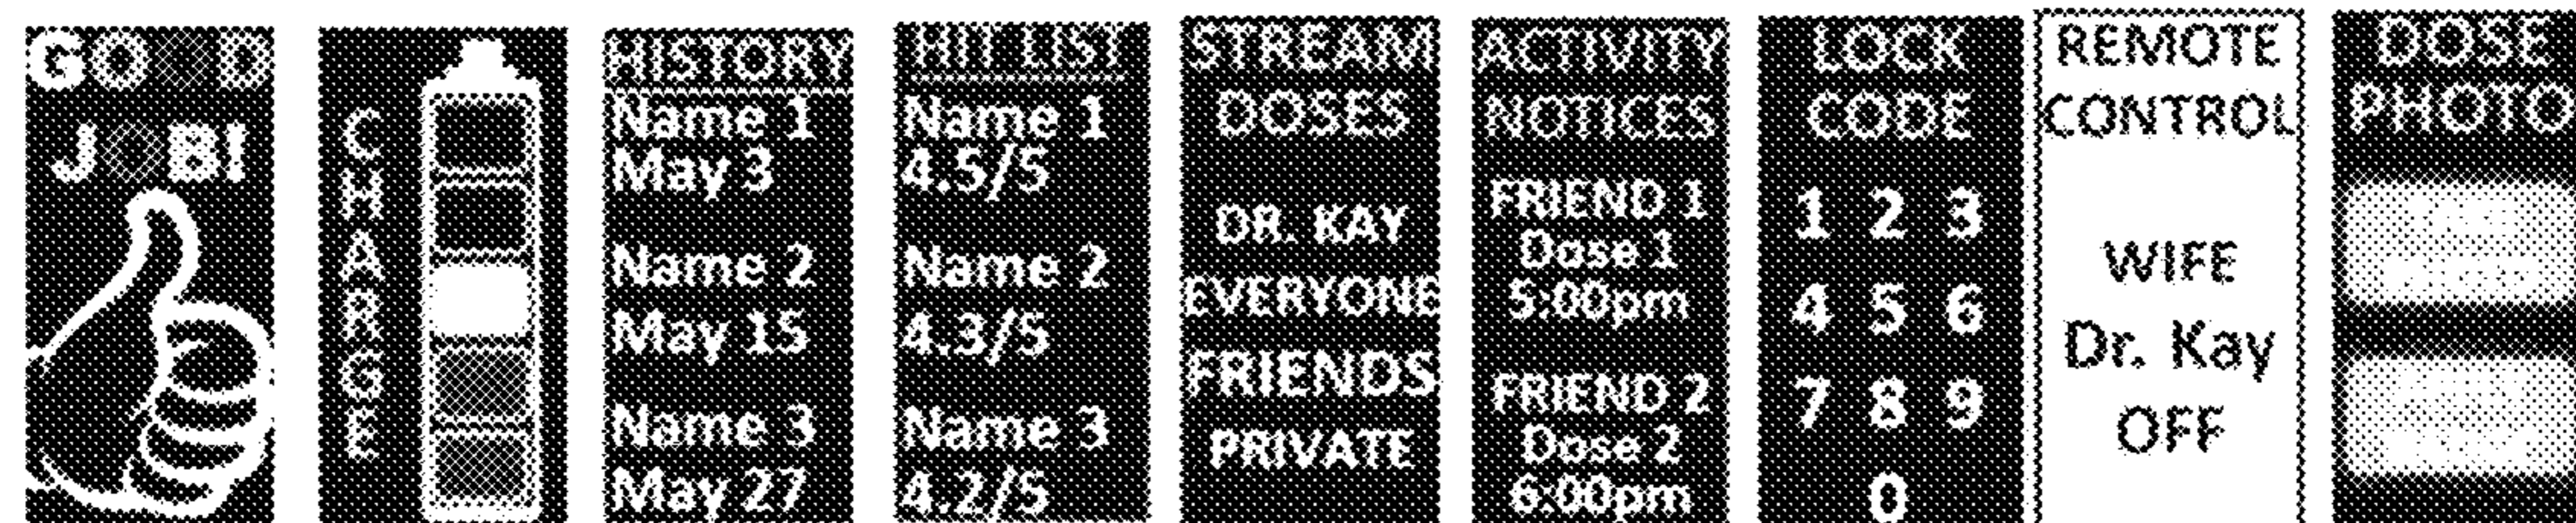 GOOD
JOB!
CHARGE
HISTORY
Name 1
May 3
Name 2
May 15
Name 3
May 27
HIT LIST
Name 1
4.5/5
Name 2
4.3/5
Name 3
4.2/5
STREAM
DOSES
DR. KAY
EVERYONE
FRIENDS
PRIVATE
ACTIVITY
NOTICES
FRIEND 1
Dose 1
5:00pm
FRIEND 2
Dose 2
6:00pm
LOCK
CODE
1 2 3
4 5 6
7 8 9
0
REMOTE
CONTROL
WIFE
Dr. Kay
OFF
DOSE
PHOTO